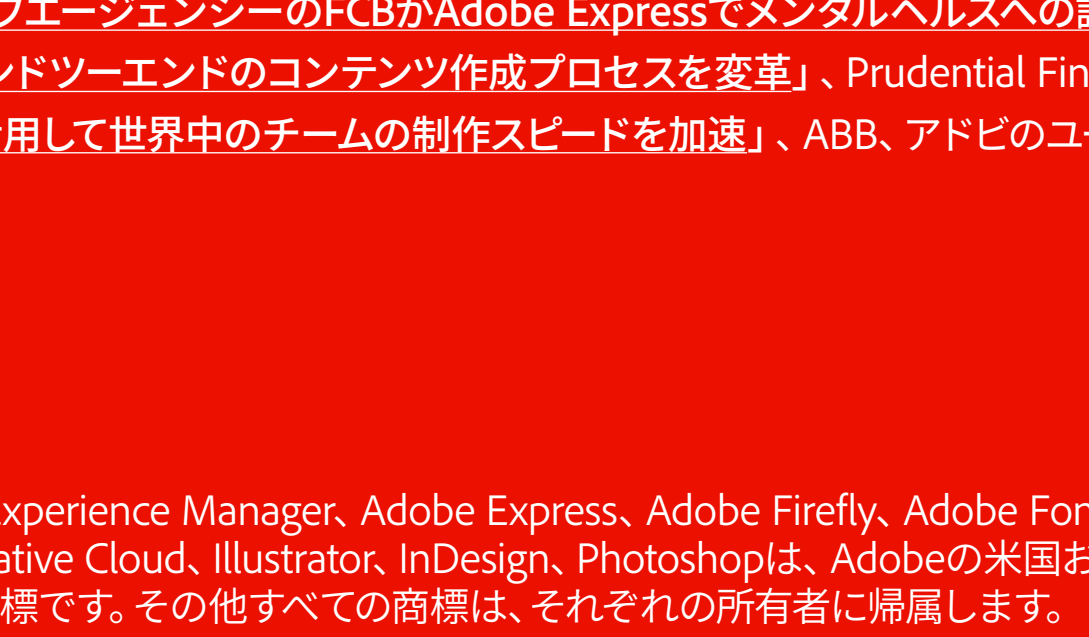 フエージェンシーのFCBがAdobe Expressでメンタルヘルスへの
ンドツーエンドのコンテンツ作成プロセスを変革」、Prudential Fin
用して世界中のチームの制作スピードを加速」、ABB、アドビのユ
xperience Manager、Adobe Express、Adobe Firefly、Adobe Fon
ative Cloud、Illustrator、InDesign、Photoshopは、Adobeの米国お
標です。その他すべての商標は、それぞれの所有者に帰属します。